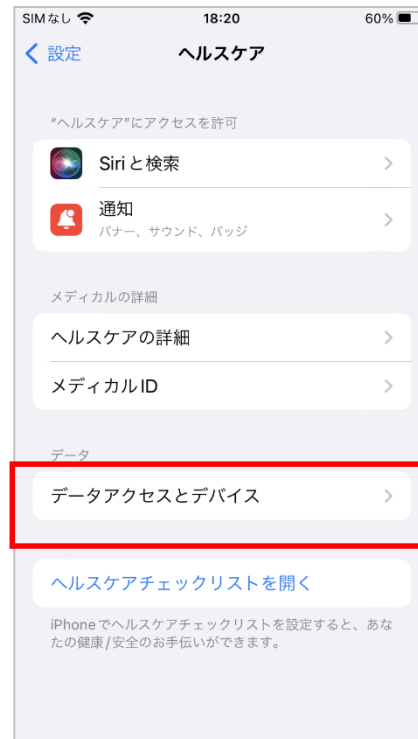 SIMなし 18:20 60%
設定 ヘルスケア
"ヘルスケア"にアクセスを許可
Siriと検索
通知
バナー、サウンド、バッジ
メディカルの詳細
ヘルスケアの詳細
メディカルID
データ
データアクセスとデバイス
ヘルスケアチェックリストを開く
iPhoneでヘルスケアチェックリストを設定すると、あな
たの健康/安全のお手伝いができます。